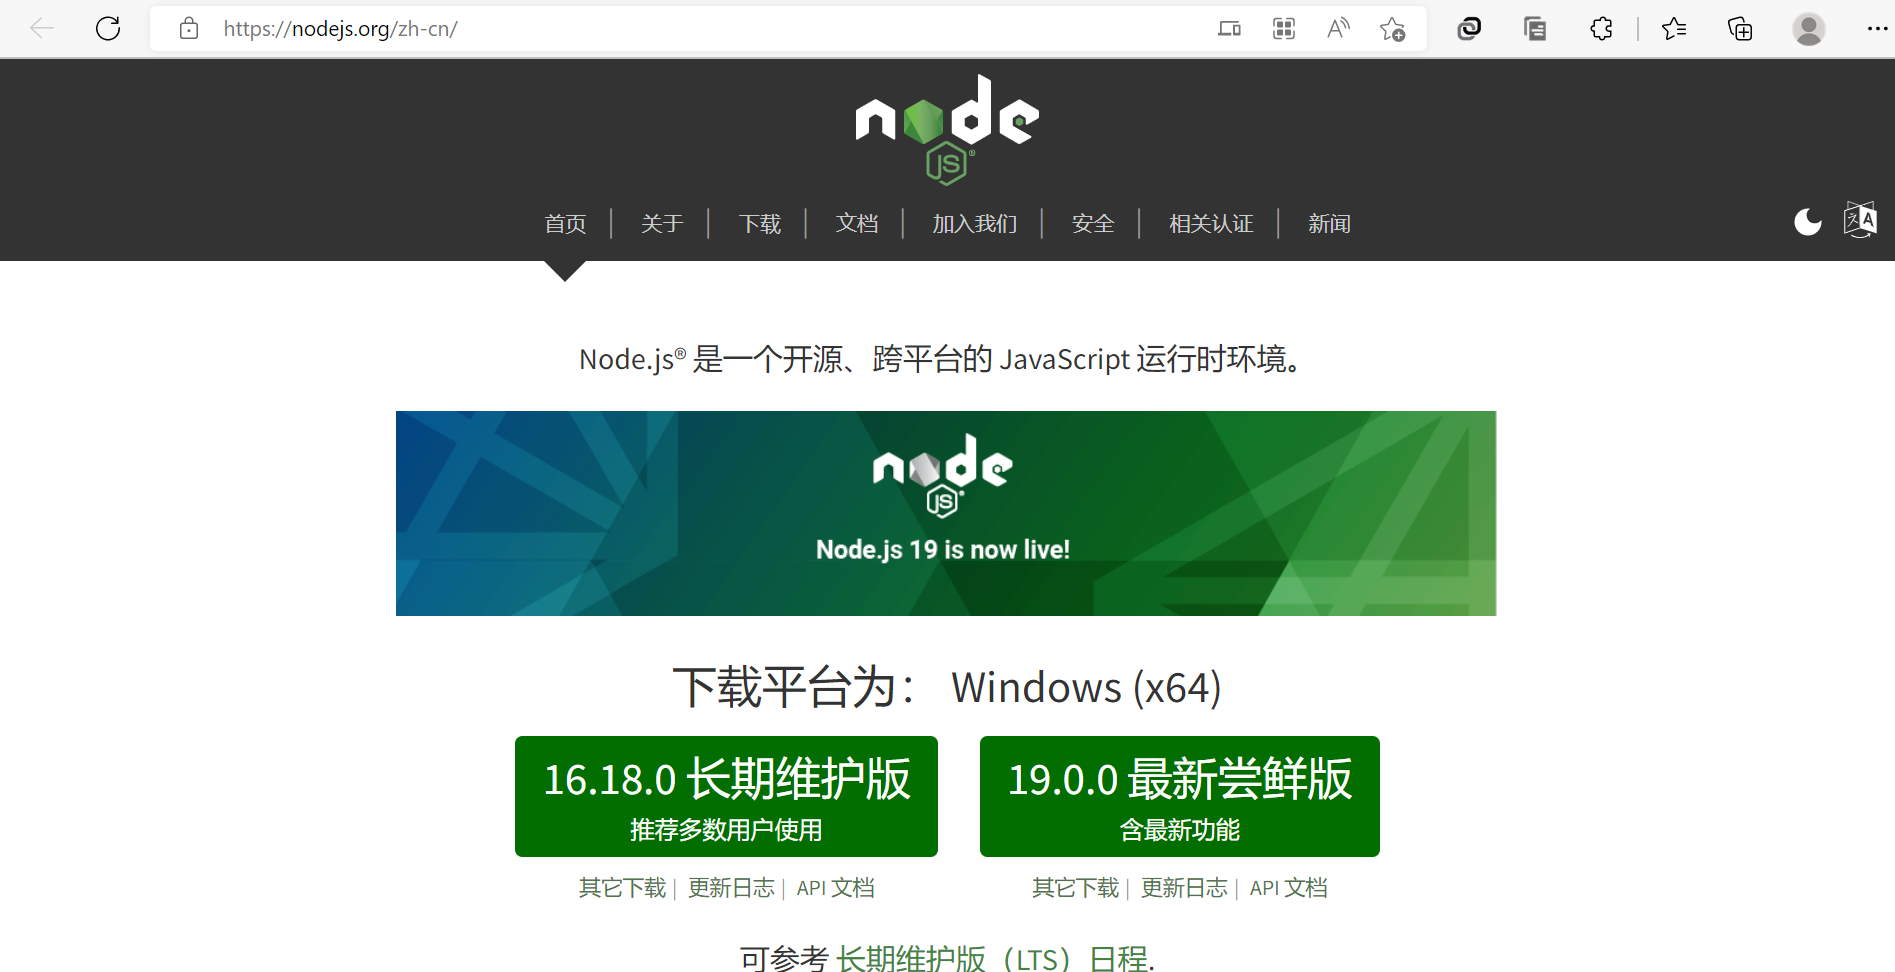 https://nodejs.org/zh-cn/
node
JS®
首页 | 关于 | 下载 | 文档 | 加入我们 | 安全 | 相关认证 | 新闻
文A
Node.js® 是一个开源、跨平台的 JavaScript 运行时环境。
node
JS®
Node.js 19 is now live!
下载平台为： Windows (x64)
16.18.0 长期维护版
推荐多数用户使用
19.0.0 最新尝鲜版
含最新功能
其它下载 | 更新日志 | API 文档
其它下载 | 更新日志 | API 文档
可参考 长期维护版（LTS）日程.